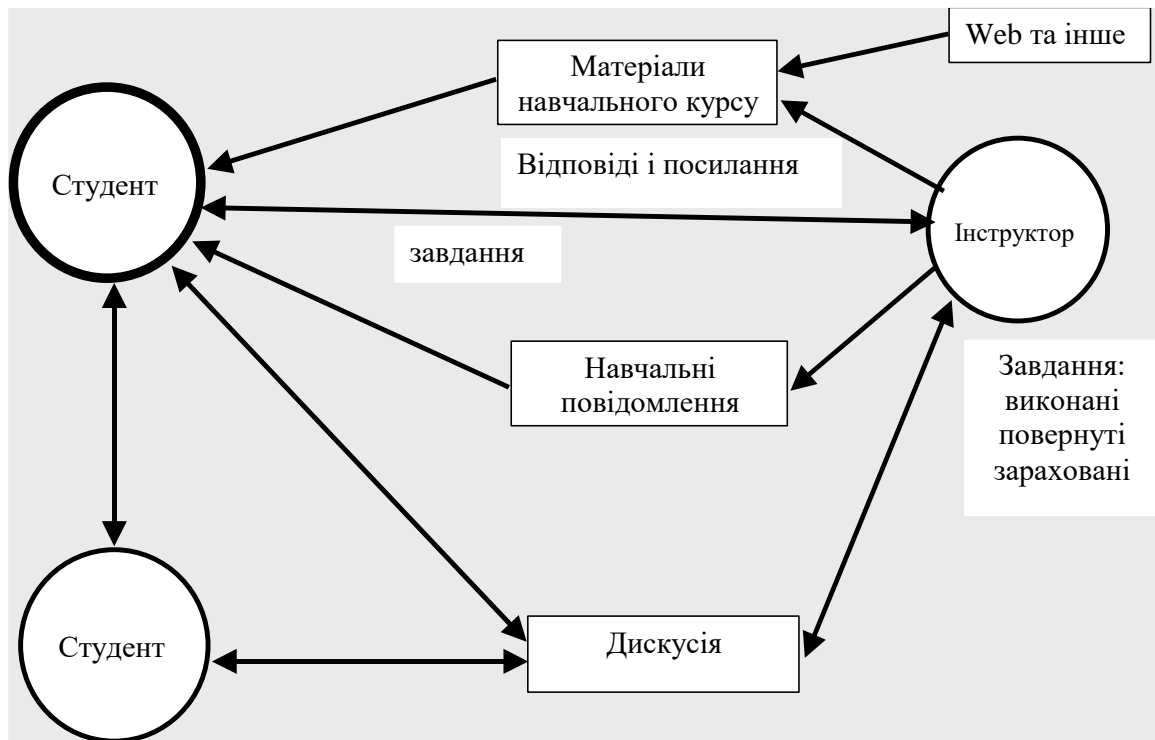 Web та інше
Матеріали
навчального курсу
Відповіді і посилання
Студент
Інструктор
завдання
Навчальні
повідомлення
Завдання:
виконані
повернуті
зараховані
Студент
Дискусія